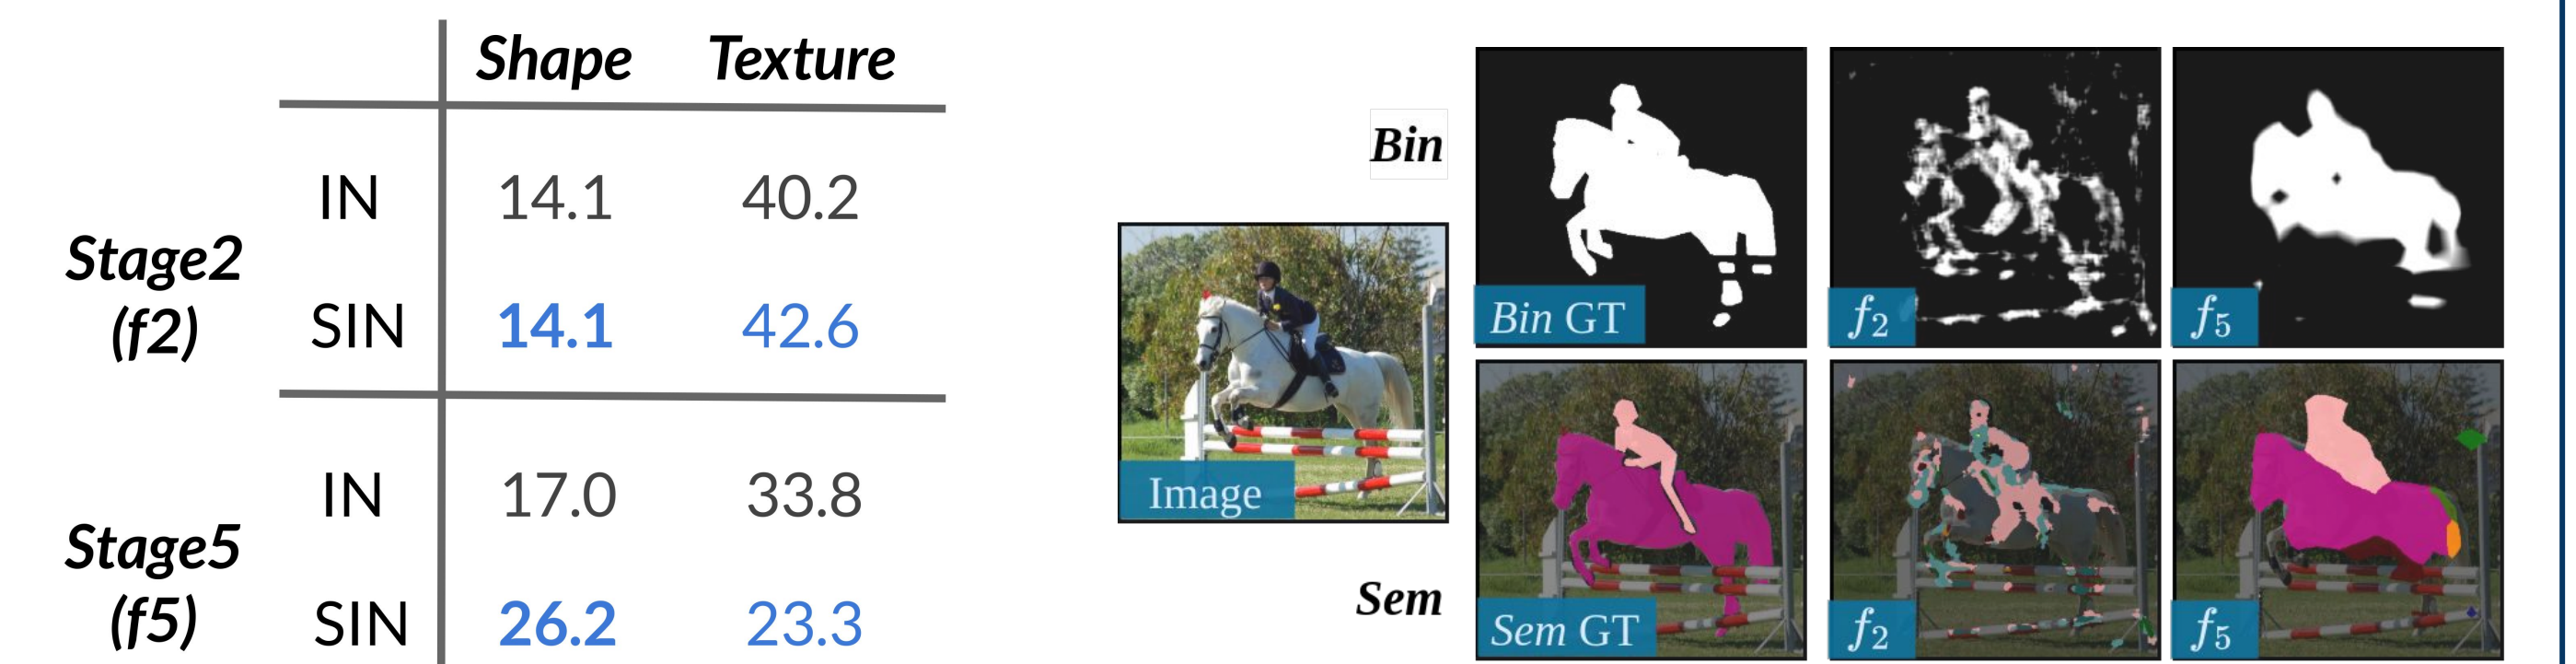 Shape Texture
IN 14.1 40.2
Stage2
(f2)
SIN 14.1 42.6
IN 17.0 33.8
Stage5
(f5)
SIN 26.2 23.3
Bin
Image
Sem
Bin GT
f2
f5
Sem GT
f2
f5